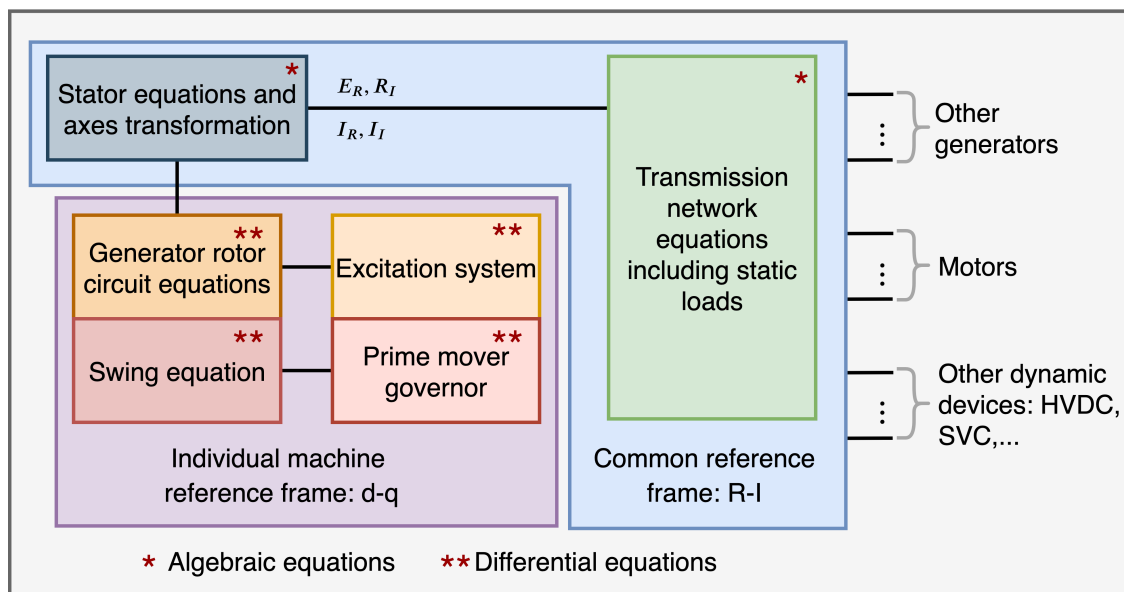 Stator equations and
axes transformation
*
E_R, R_I
I_R, I_I
*
Transmission
network
equations
including static
loads
Other
generators
Motors
Other dynamic
devices: HVDC,
SVC,...
**
Generator rotor
circuit equations
**
Excitation system
**
Swing equation
**
Prime mover
governor
Individual machine
reference frame: d-q
Common reference
frame: R-I
* Algebraic equations
** Differential equations